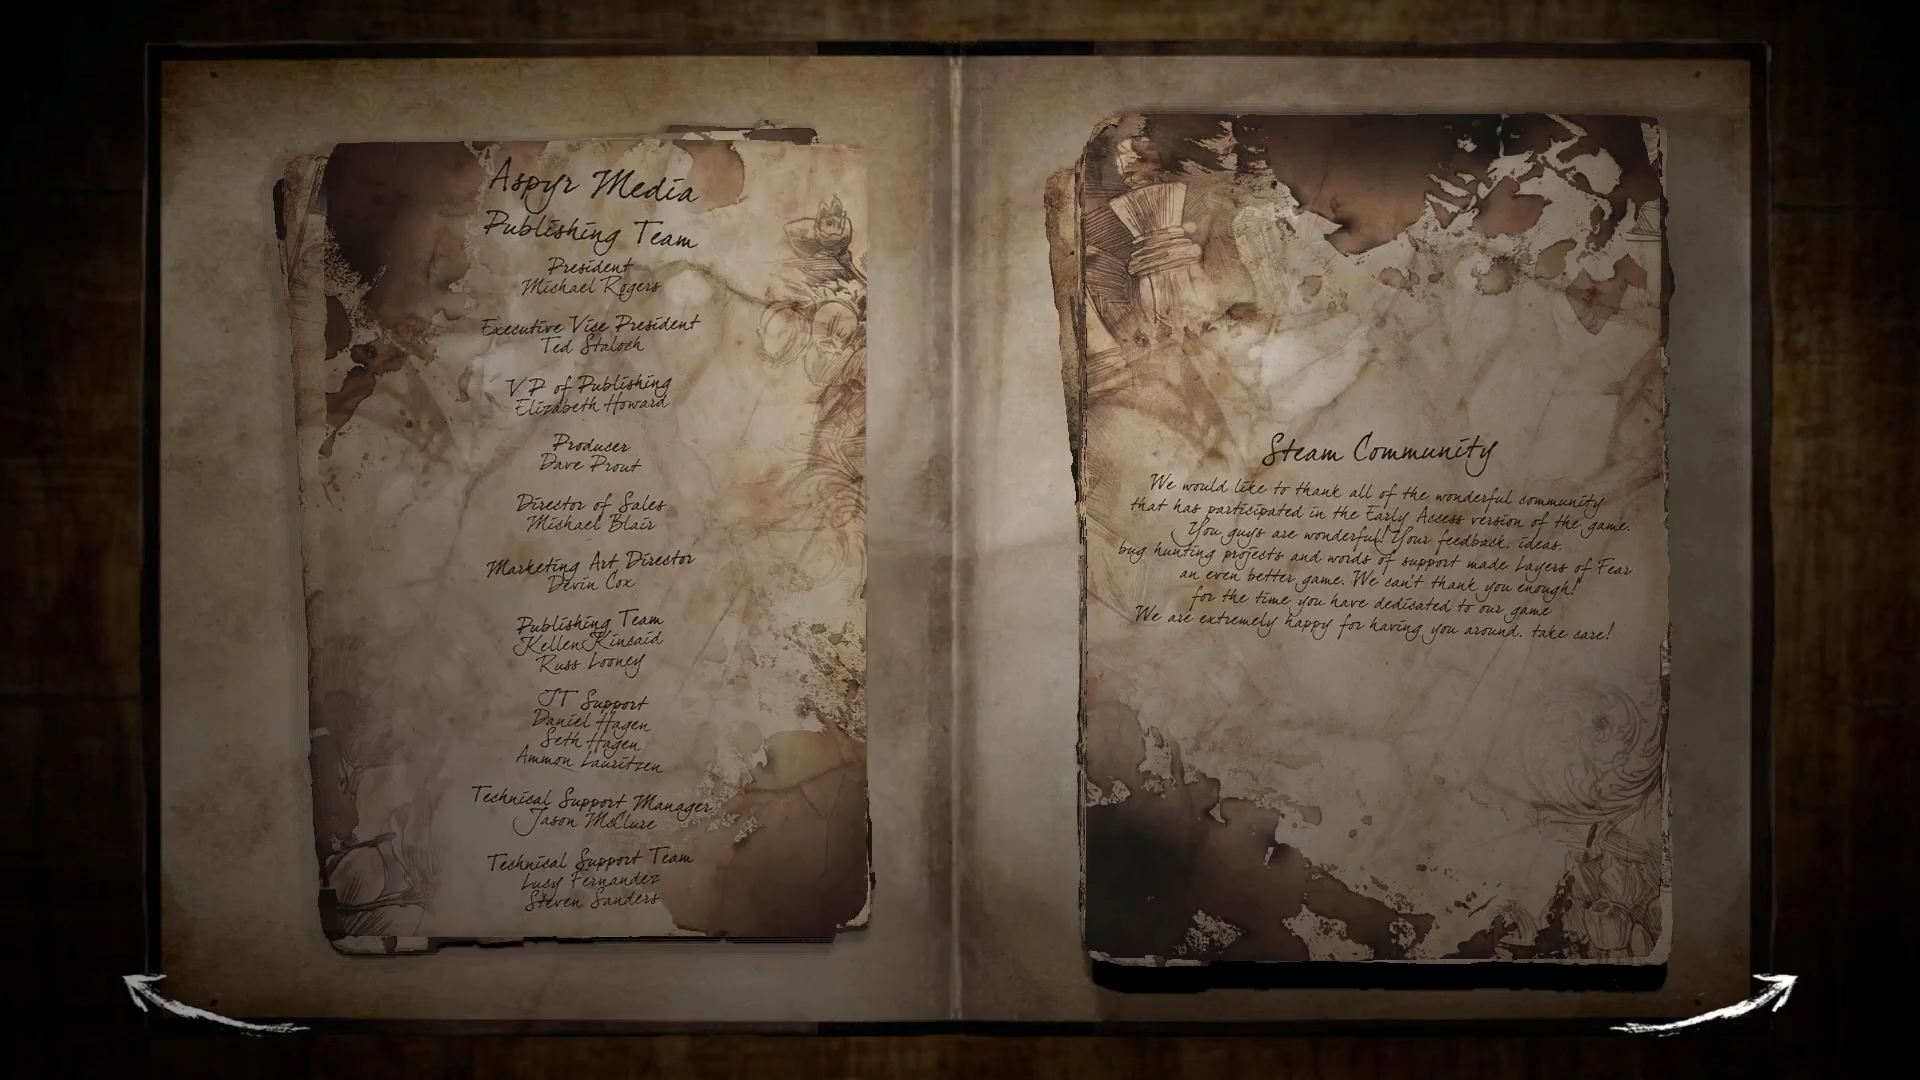 Aspyr Media
Publishing Team
President
Michael Rogers
Executive Vice President
Ted Staloch
VP of Publishing
Elizabeth Howard
Producer
Dave Prout
Director of Sales
Michael Blair
Marketing Art Director
Devin Cox
Publishing Team
Kellen Kincaid
Russ Looney
IT Support
Daniel Hagen
Seth Hagen
Ammon Lauritzen
Technical Support Manager
Jason McClure
Technical Support Team
Lucy Fernandez
Steven Sanders
Steam Community
We would like to thank all of the wonderful community
that has participated in the Early Access version of the game.
You guys are wonderful! Your feedback, ideas,
bug hunting projects and words of support made Layers of Fear
an even better game. We can't thank you enough!
for the time you have dedicated to our game
We are extremely happy for having you around, take care!